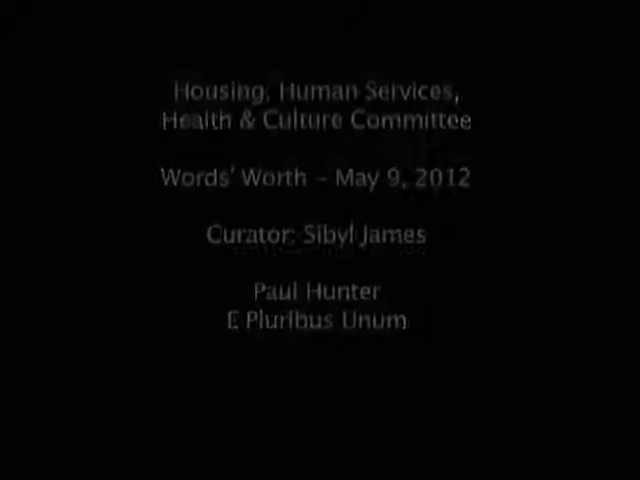 Housing, Human Services,
Health & Culture Committee
Words' Worth – May 9, 2012
Curator: Sibyl James
Paul Hunter
E Pluribus Unum